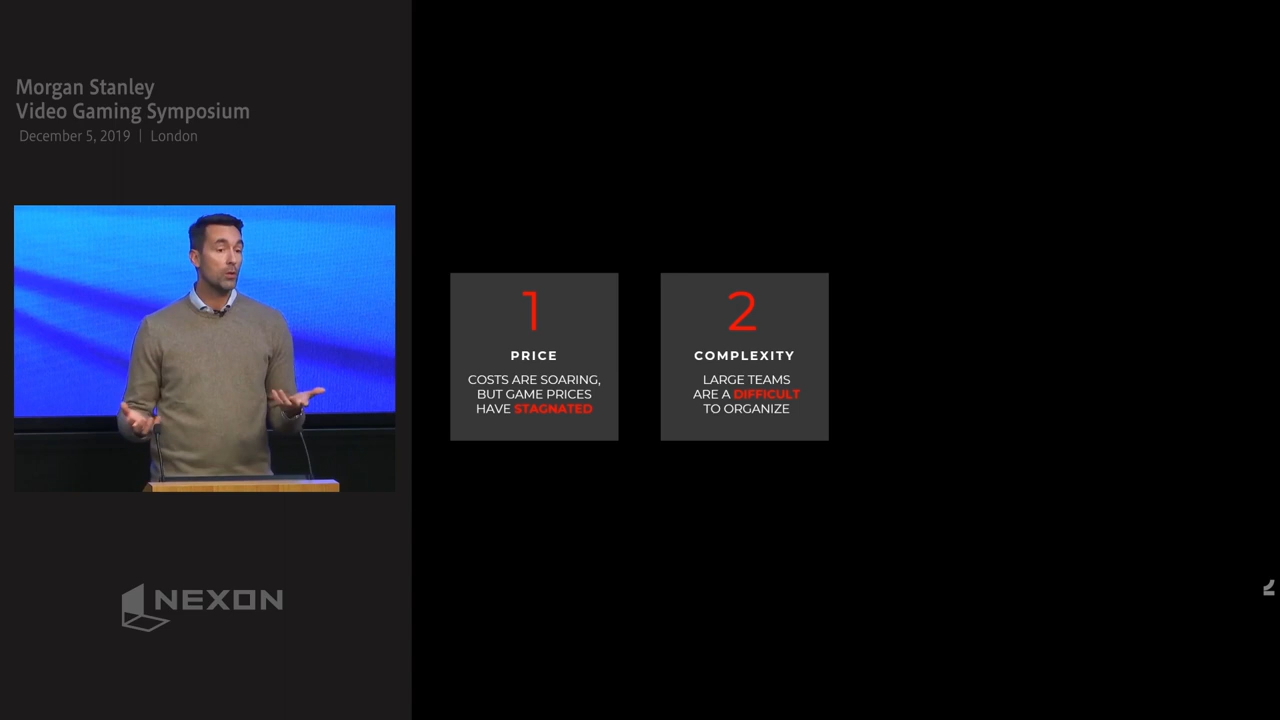 Morgan Stanley
Video Gaming Symposium
December 5, 2019 | London
NEXON
1
PRICE
COSTS ARE SOARING,
BUT GAME PRICES
HAVE STAGNATED
2
COMPLEXITY
LARGE TEAMS
ARE A DIFFICULT
TO ORGANIZE